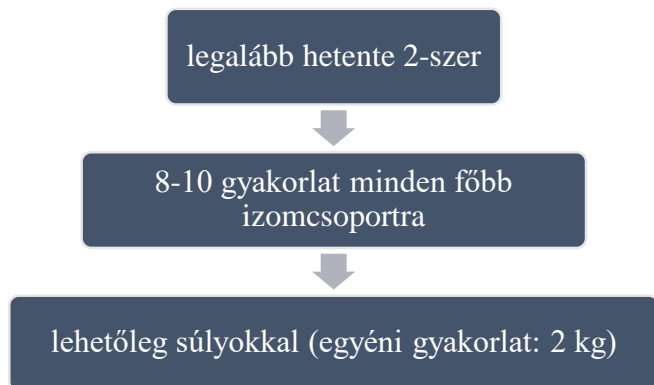 legalább hetente 2-szer
8-10 gyakorlat minden főbb
izomcsoportra
lehetőleg súlyokkal (egyéni gyakorlat: 2 kg)